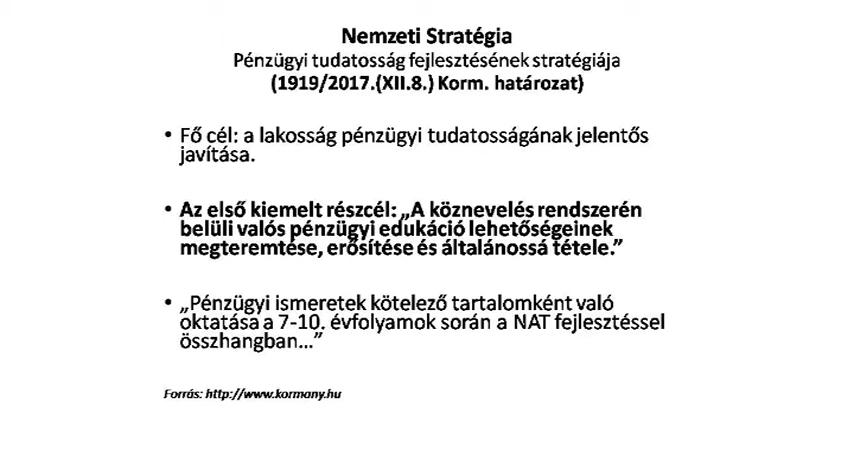 Nemzeti Stratégia
Pénzügyi tudatosság fejlesztésének stratégiája
(1919/2017.(XII.8.) Korm. határozat)
• Fő cél: a lakosság pénzügyi tudatosságának jelentős
javítása.
• Az első kiemelt részcél: „A köznevelés rendszerén
belüli valós pénzügyi edukáció lehetőségeinek
megteremtése, erősítése és általánossá tétele.”
• „Pénzügyi ismeretek kötelező tartalomként való
oktatása a 7-10. évfolyamok során a NAT fejlesztéssel
összhangban…”
Forrás: http://www.kormany.hu